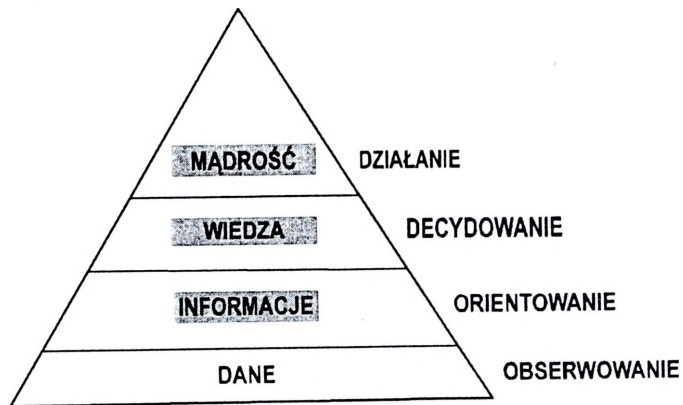 MĄDROŚĆ DZIAŁANIE
WIEDZA DECYDOWANIE
INFORMACJE ORIENTOWANIE
DANE OBSERWOWANIE